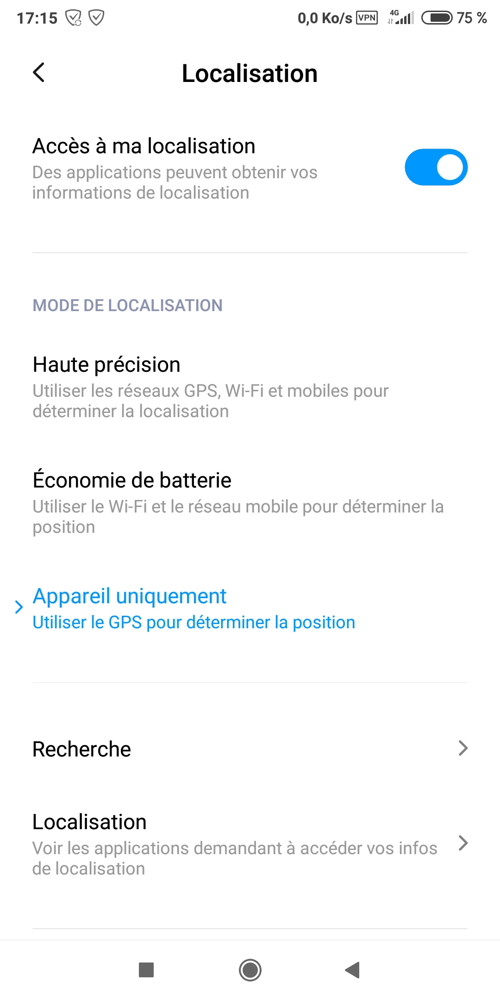 17:15 0,0 Ko/s VPN 4G 75 %
Localisation
Accès à ma localisation
Des applications peuvent obtenir vos
informations de localisation
MODE DE LOCALISATION
Haute précision
Utiliser les réseaux GPS, Wi-Fi et mobiles pour
déterminer la localisation
Économie de batterie
Utiliser le Wi-Fi et le réseau mobile pour déterminer la
position
Appareil uniquement
Utiliser le GPS pour déterminer la position
Recherche
Localisation
Voir les applications demandant à accéder vos infos
de localisation